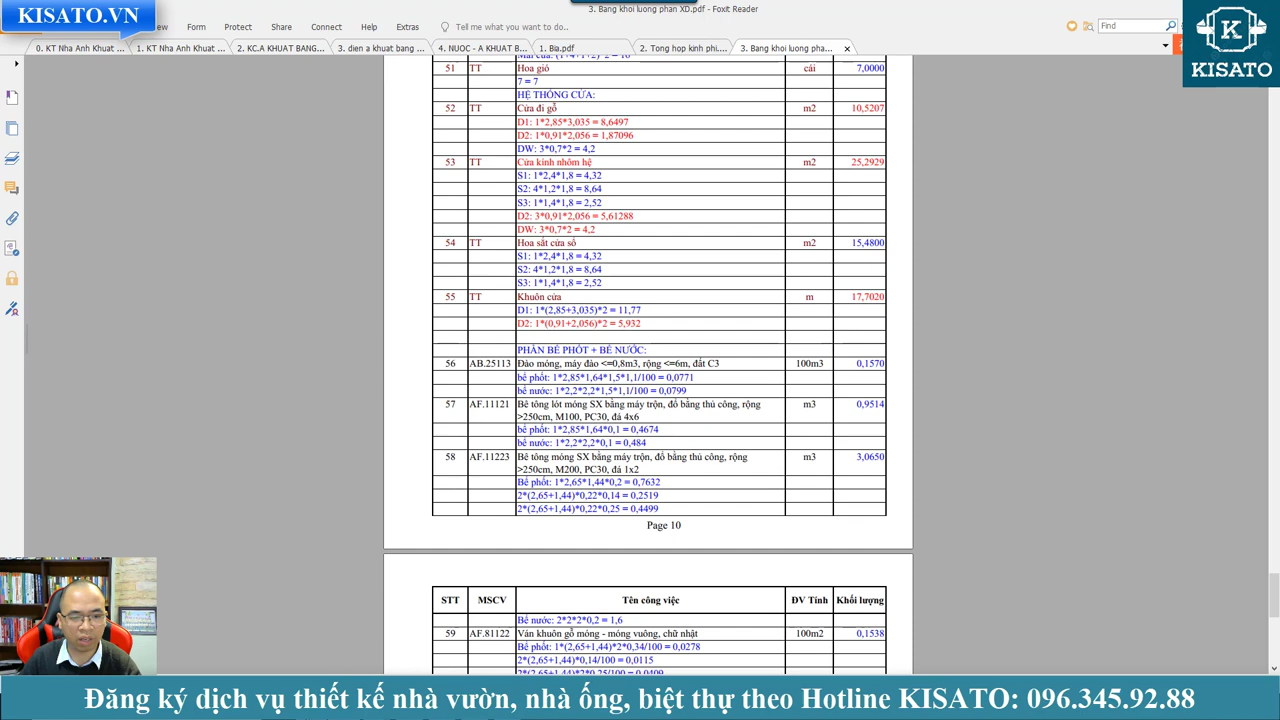 KISATO.VN
3. Bang khoi luong phan XD.pdf - Foxit Reader
View Form Protect Share Connect Help Extras Tell me what you want to do... Find
0. KT Nha Anh Khuat ... 1. KT Nha Anh Khuat ... 2. KC.A KHUAT BANG... 3. dien a khuat bang ... 4. NUOC - A KHUAT B... 1. Bia.pdf 2. Tong hop kinh phi.... 3. Bang khoi luong pha...
KISATO
51 TT Hoa gió cái 7,0000
7 = 7
HỆ THỐNG CỬA:
52 TT Cửa đi gỗ m2 10,5207
D1: 1*2,85*3,035 = 8,6497
D2: 1*0,91*2,056 = 1,87096
DW: 3*0,7*2 = 4,2
53 TT Cửa kính nhôm hệ m2 25,2929
S1: 1*2,4*1,8 = 4,32
S2: 4*1,2*1,8 = 8,64
S3: 1*1,4*1,8 = 2,52
D2: 3*0,91*2,056 = 5,61288
DW: 3*0,7*2 = 4,2
54 TT Hoa sắt cửa sổ m2 15,4800
S1: 1*2,4*1,8 = 4,32
S2: 4*1,2*1,8 = 8,64
S3: 1*1,4*1,8 = 2,52
55 TT Khuôn cửa m 17,7020
D1: 1*(2,85+3,035)*2 = 11,77
D2: 1*(0,91+2,056)*2 = 5,932
PHẦN BỂ PHỐT + BỂ NƯỚC:
56 AB.25113 Đào móng, máy đào <=0,8m3, rộng <=6m, đất C3 100m3 0,1570
bể phốt: 1*2,85*1,64*1,5*1,1/100 = 0,0771
bể nước: 1*2,2*2,2*1,5*1,1/100 = 0,0799
57 AF.11121 Bê tông lót móng SX bằng máy trộn, đổ bằng thủ công, rộng m3 0,9514
>250cm, M100, PC30, đá 4x6
bể phốt: 1*2,85*1,64*0,1 = 0,4674
bể nước: 1*2,2*2,2*0,1 = 0,484
58 AF.11223 Bê tông móng SX bằng máy trộn, đổ bằng thủ công, rộng m3 3,0650
>250cm, M200, PC30, đá 1x2
Bể phốt: 1*2,65*1,44*0,2 = 0,7632
2*(2,65+1,44)*0,22*0,14 = 0,2519
2*(2,65+1,44)*0,22*0,25 = 0,4499
Page 10
STT MSCV Tên công việc ĐV Tính Khối lượng
Bể nước: 2*2*2*0,2 = 1,6
59 AF.81122 Ván khuôn gỗ móng - móng vuông, chữ nhật 100m2 0,1538
Bể phốt: 1*(2,65+1,44)*2*0,34/100 = 0,0278
2*(2,65+1,44)*0,14/100 = 0,0115
Đăng ký dịch vụ thiết kế nhà vườn, nhà ống, biệt thự theo Hotline KISATO: 096.345.92.88